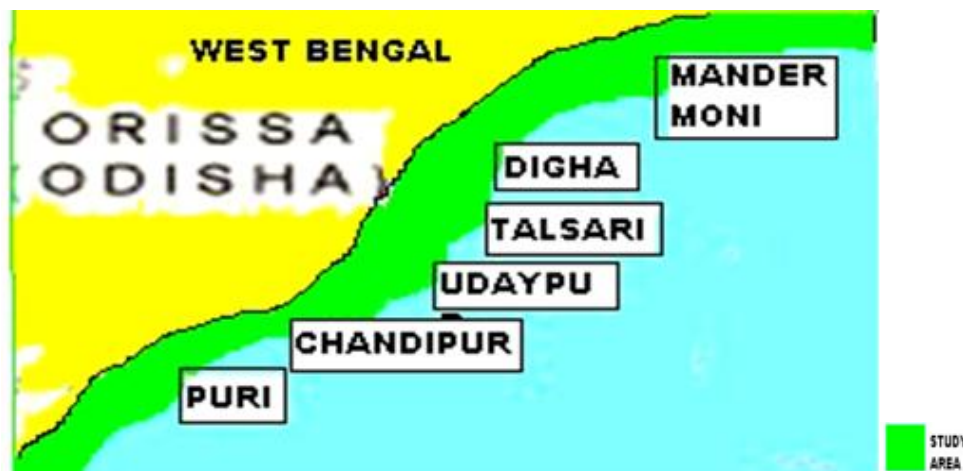 WEST BENGAL
ORISSA
(ODISHA)
MANDER
MONI
DIGHA
TALSARI
UDAYPU
CHANDIPUR
PURI
STUDY
AREA